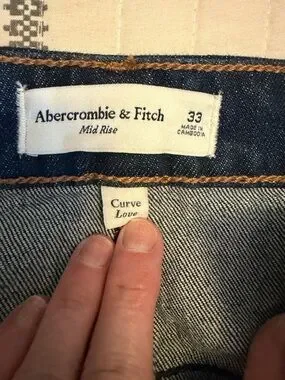 Abercrombie & Fitch
Mid Rise
33
MADE IN
CAMBODIA
Curve
Love